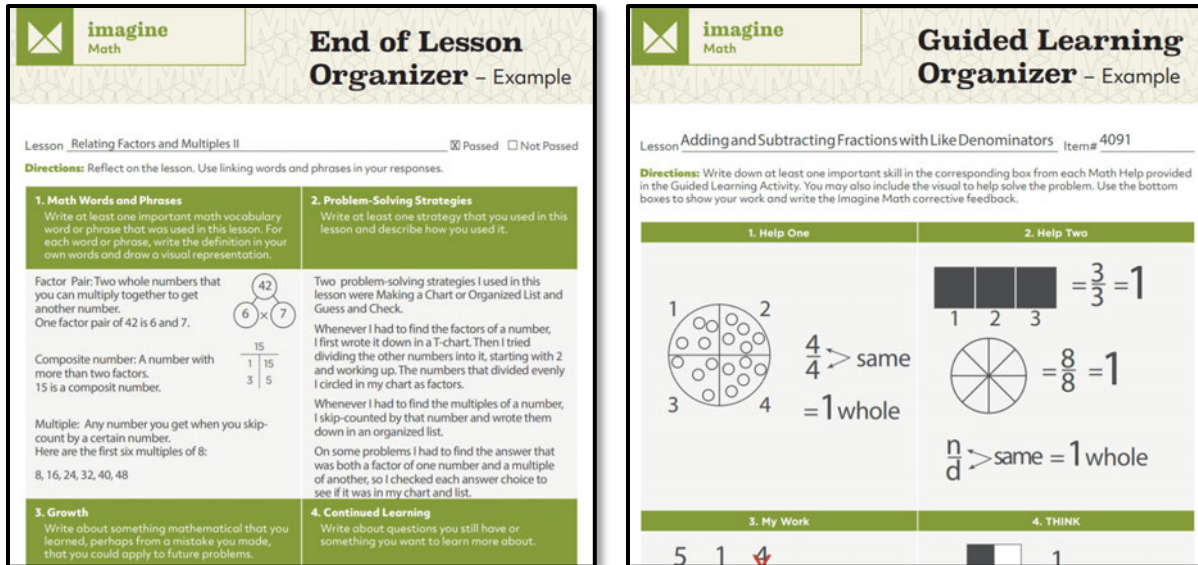 imagine
Math
End of Lesson
Organizer – Example
Lesson Relating Factors and Multiples II ☒ Passed ☐ Not Passed
Directions: Reflect on the lesson. Use linking words and phrases in your responses.
1. Math Words and Phrases
Write at least one important math vocabulary
word or phrase that was used in this lesson. For
each word or phrase, write the definition in your
own words and draw a visual representation.
2. Problem-Solving Strategies
Write at least one strategy that you used in this
lesson and describe how you used it.
Factor Pair: Two whole numbers that
you can multiply together to get
another number.
One factor pair of 42 is 6 and 7.
42
6 × 7
Composite number: A number with
more than two factors.
15 is a composit number.
15
1 15
3 5
Multiple: Any number you get when you skip-
count by a certain number.
Here are the first six multiples of 8:
8, 16, 24, 32, 40, 48
Two problem-solving strategies I used in this
lesson were Making a Chart or Organized List and
Guess and Check.
Whenever I had to find the factors of a number,
I first wrote it down in a T-chart. Then I tried
dividing the other numbers into it, starting with 2
and working up. The numbers that divided evenly
I circled in my chart as factors.
Whenever I had to find the multiples of a number,
I skip-counted by that number and wrote them
down in an organized list.
On some problems I had to find the answer that
was both a factor of one number and a multiple
of another, so I checked each answer choice to
see if it was in my chart and list.
3. Growth
Write about something mathematical that you
learned, perhaps from a mistake you made,
that you could apply to future problems.
4. Continued Learning
Write about questions you still have or
something you want to learn more about.
imagine
Math
Guided Learning
Organizer – Example
Lesson Adding and Subtracting Fractions with Like Denominators Item# 4091
Directions: Write down at least one important skill in the corresponding box from each Math Help provided
in the Guided Learning Activity. You may also include the visual to help solve the problem. Use the bottom
boxes to show your work and write the Imagine Math corrective feedback.
1. Help One
1 2
3 4
4/4 > same
= 1 whole
2. Help Two
1 2 3
= 3/3 = 1
= 8/8 = 1
n/d > same = 1 whole
3. My Work
5 1 4
4. THINK
1